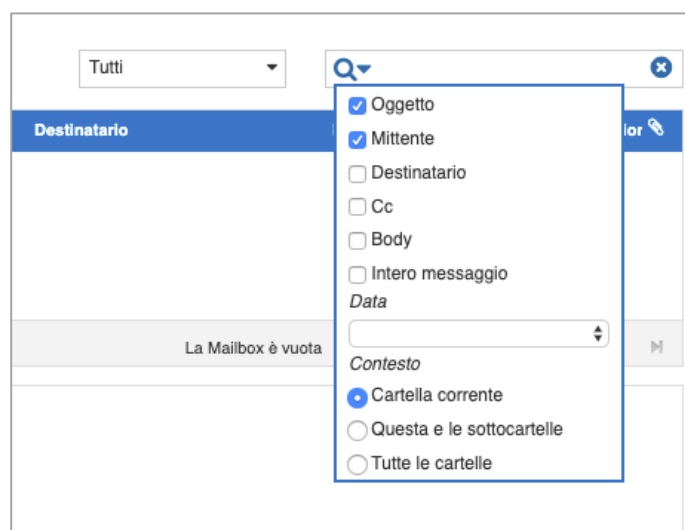 Tutti
Oggetto
Destinatario
Mittente
Destinatario
Cc
Body
Intero messaggio
Data
La Mailbox è vuota
Contesto
Cartella corrente
Questa e le sottocartelle
Tutte le cartelle